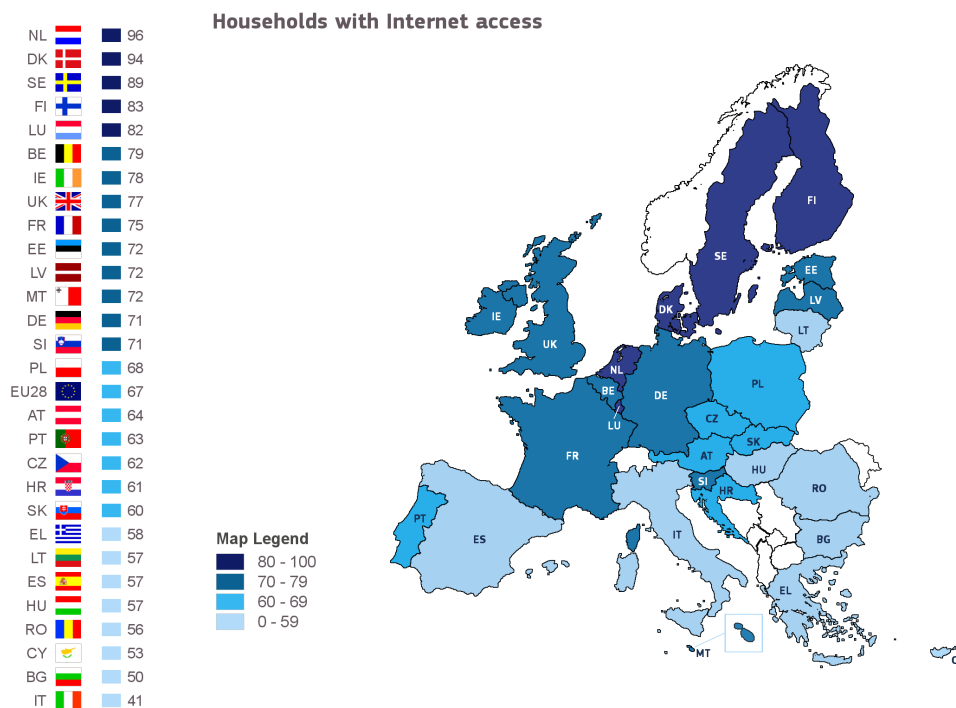 Households with Internet access
NL 96
DK 94
SE 89
FI 83
LU 82
BE 79
IE 78
UK 77
FR 75
EE 72
LV 72
MT 72
DE 71
SI 71
PL 68
EU28 67
AT 64
PT 63
CZ 62
HR 61
SK 60
EL 58
LT 57
ES 57
HU 57
RO 56
CY 53
BG 50
IT 41
Map Legend
80 - 100
70 - 79
60 - 69
0 - 59
FI
SE
EE
LV
LT
DK
IE
UK
NL
BE
DE
PL
LU
CZ
SK
FR
AT
HU
SI
HR
RO
PT
ES
IT
BG
EL
MT